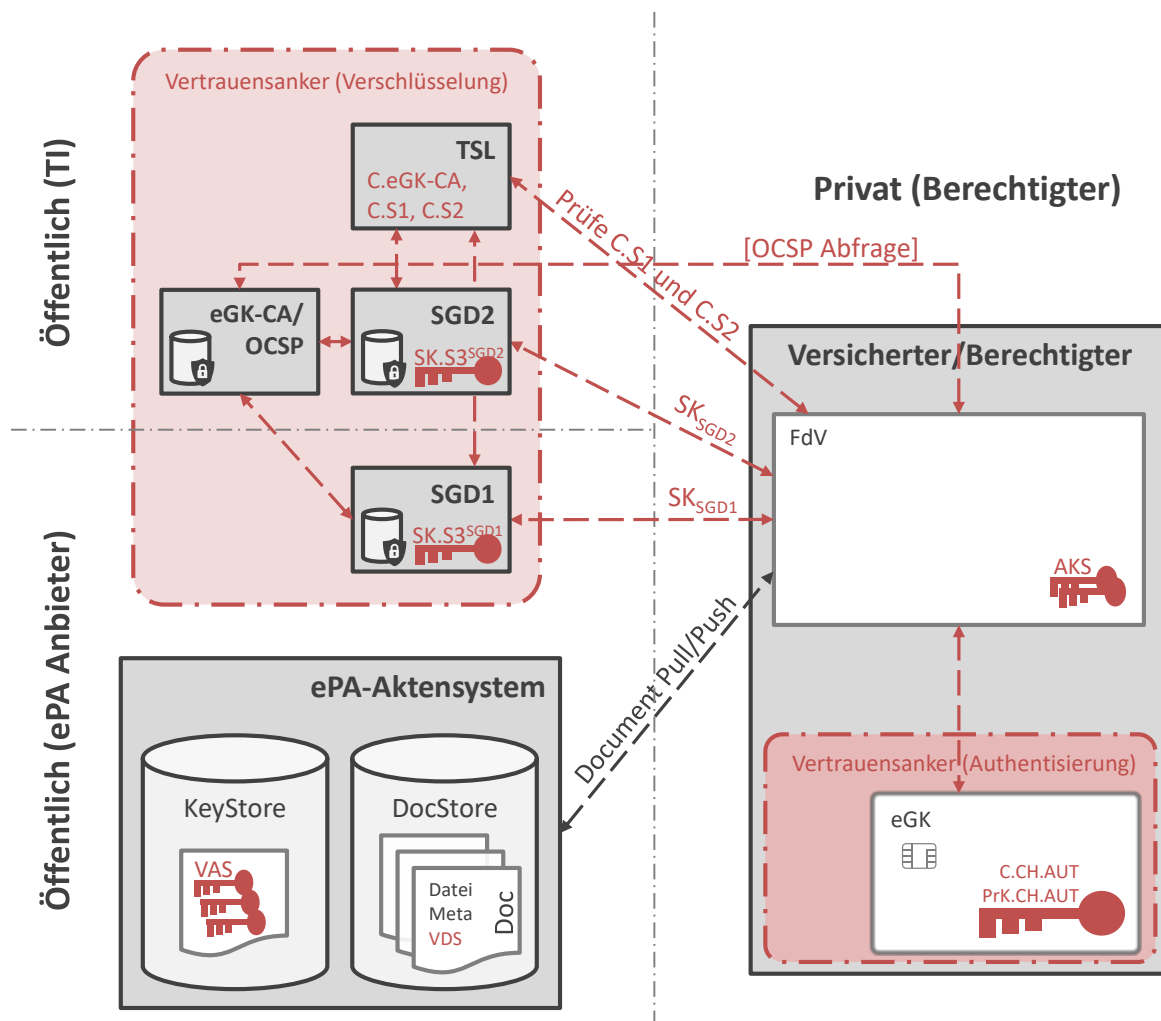 Öffentlich (TI)
Vertrauensanker (Verschlüsselung)
TSL
C.eGK-CA,
C.S1, C.S2
Privat (Berechtigter)
Prüfe C.S1 und C.S2
[OCSP Abfrage]
eGK-CA/
OCSP
SGD2
SK.S3SGD2
Versicherter/Berechtigter
FdV
SKSGD2
SGD1
SK.S3SGD1
SKSGD1
AKS
Öffentlich (ePA Anbieter)
Document Pull/Push
ePA-Aktensystem
KeyStore
VAS
DocStore
Datei
Meta
VDS
Doc
Vertrauensanker (Authentisierung)
eGK
C.CH.AUT
PrK.CH.AUT